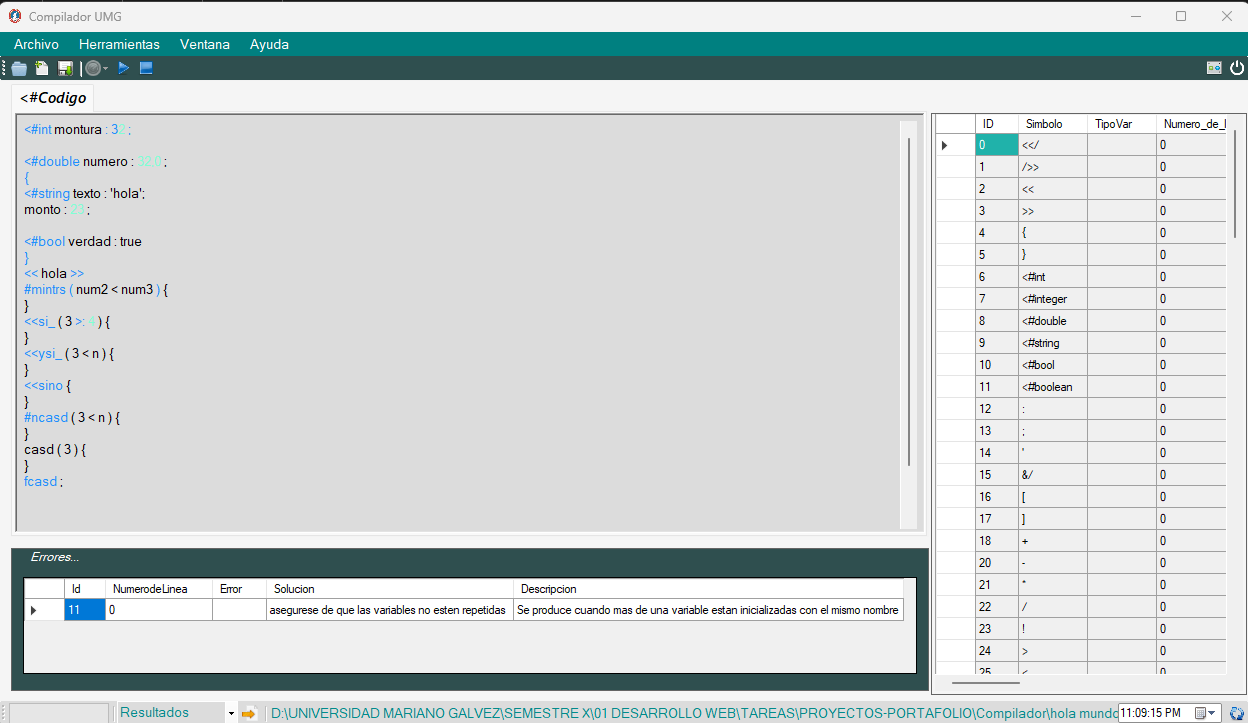 Compilador UMG
Archivo Herramientas Ventana Ayuda
<#Codigo
<#int montura : 3 ;
<#double numero : 32.0 ;
{
<#string texto : 'hola';
monto : 23 ;
<#bool verdad : true
}
<< hola >>
#mintrs ( num2 < num3 ) {
}
<<si_ ( 3 >: 4 ) {
}
<<ysi_ ( 3 < n ) {
}
<<sino {
}
#ncasd ( 3 < n ) {
}
casd ( 3 ) {
}
fcasd ;
Errores...
Id NumerodeLinea Error Solucion Descripcion
11 0 asegurese de que las variables no esten repetidas Se produce cuando mas de una variable estan inicializadas con el mismo nombre
ID Simbolo TipoVar Numero_de_l
0 <</ 0
1 />> 0
2 << 0
3 >> 0
4 { 0
5 } 0
6 <#int 0
7 <#integer 0
8 <#double 0
9 <#string 0
10 <#bool 0
11 <#boolean 0
12 : 0
13 ; 0
14 ' 0
15 &/ 0
16 [ 0
17 ] 0
18 + 0
20 - 0
21 * 0
22 / 0
23 ! 0
24 > 0
25 < 0
Resultados D:\UNIVERSIDAD MARIANO GALVEZ\SEMESTRE X\01 DESARROLLO WEB\TAREAS\PROYECTOS-PORTAFOLIO\Compilador\hola mundo 11:09:15 PM